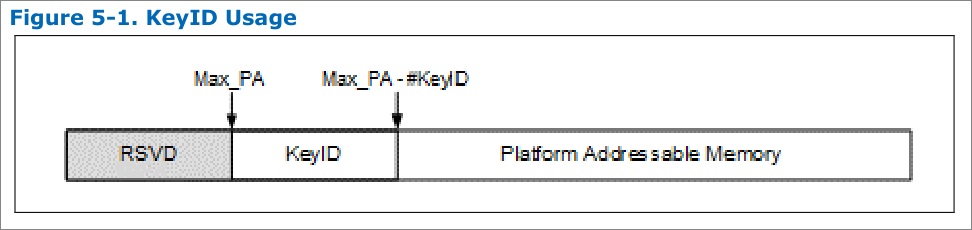 Figure 5-1. KeyID Usage
Max_PA Max_PA - #KeyID
RSVD KeyID Platform Addressable Memory